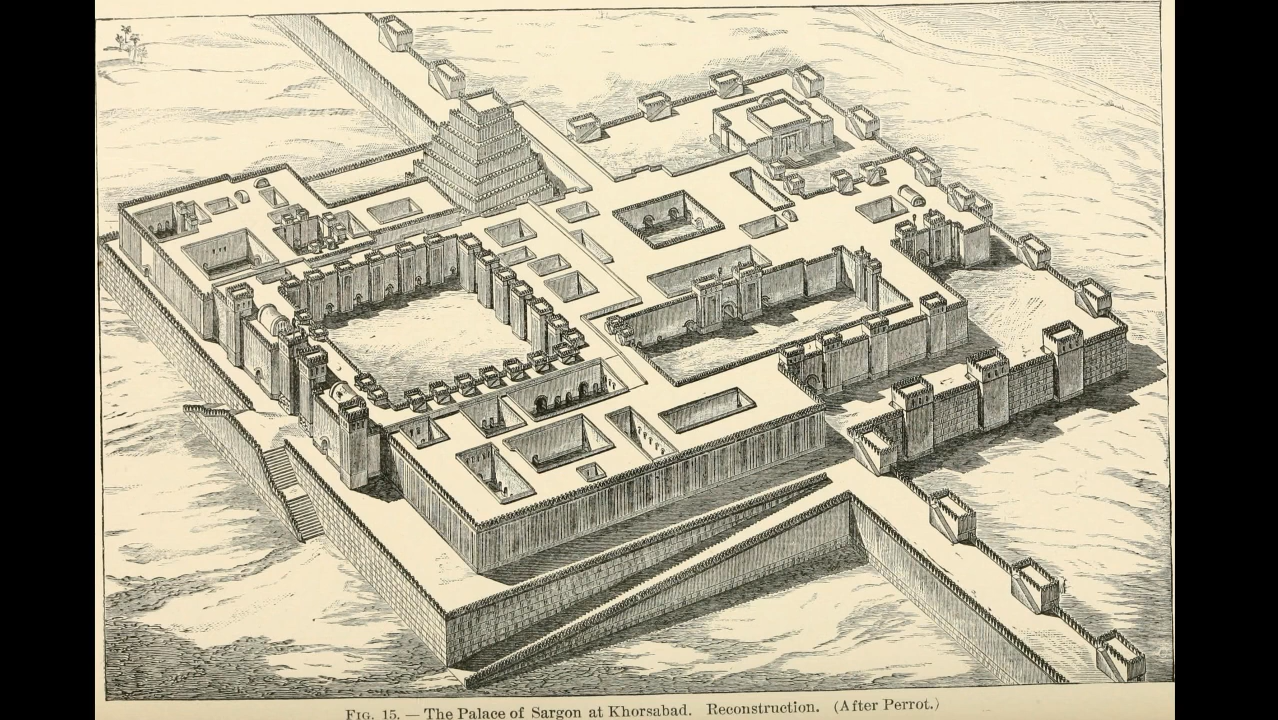 FIG. 15. — The Palace of Sargon at Khorsabad. Reconstruction. (After Perrot.)